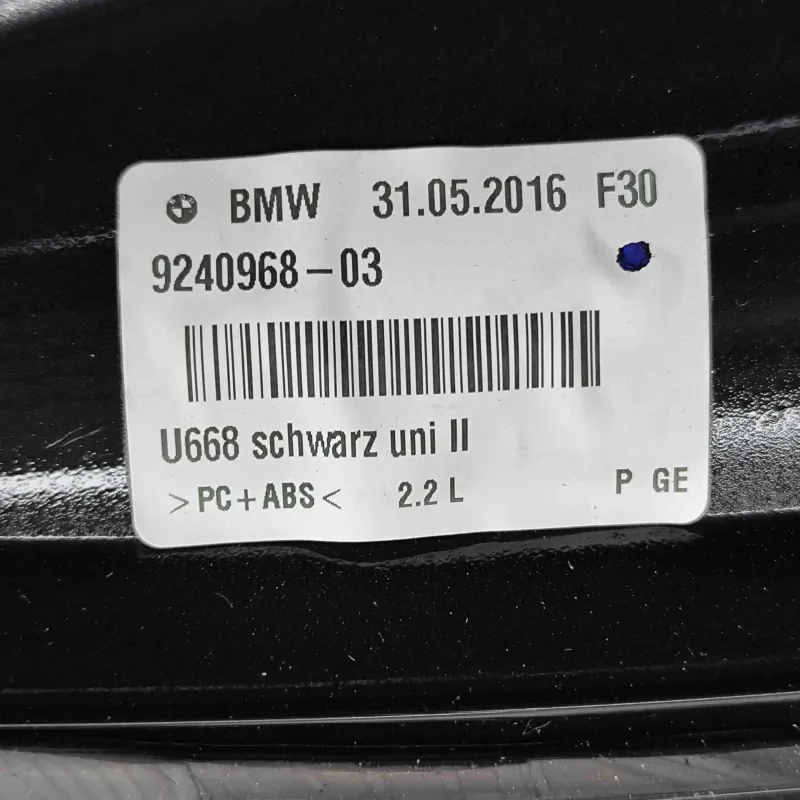 BMW 31.05.2016 F30
9240968-03
U668 schwarz uni II
>PC+ABS< 2.2 L P GE